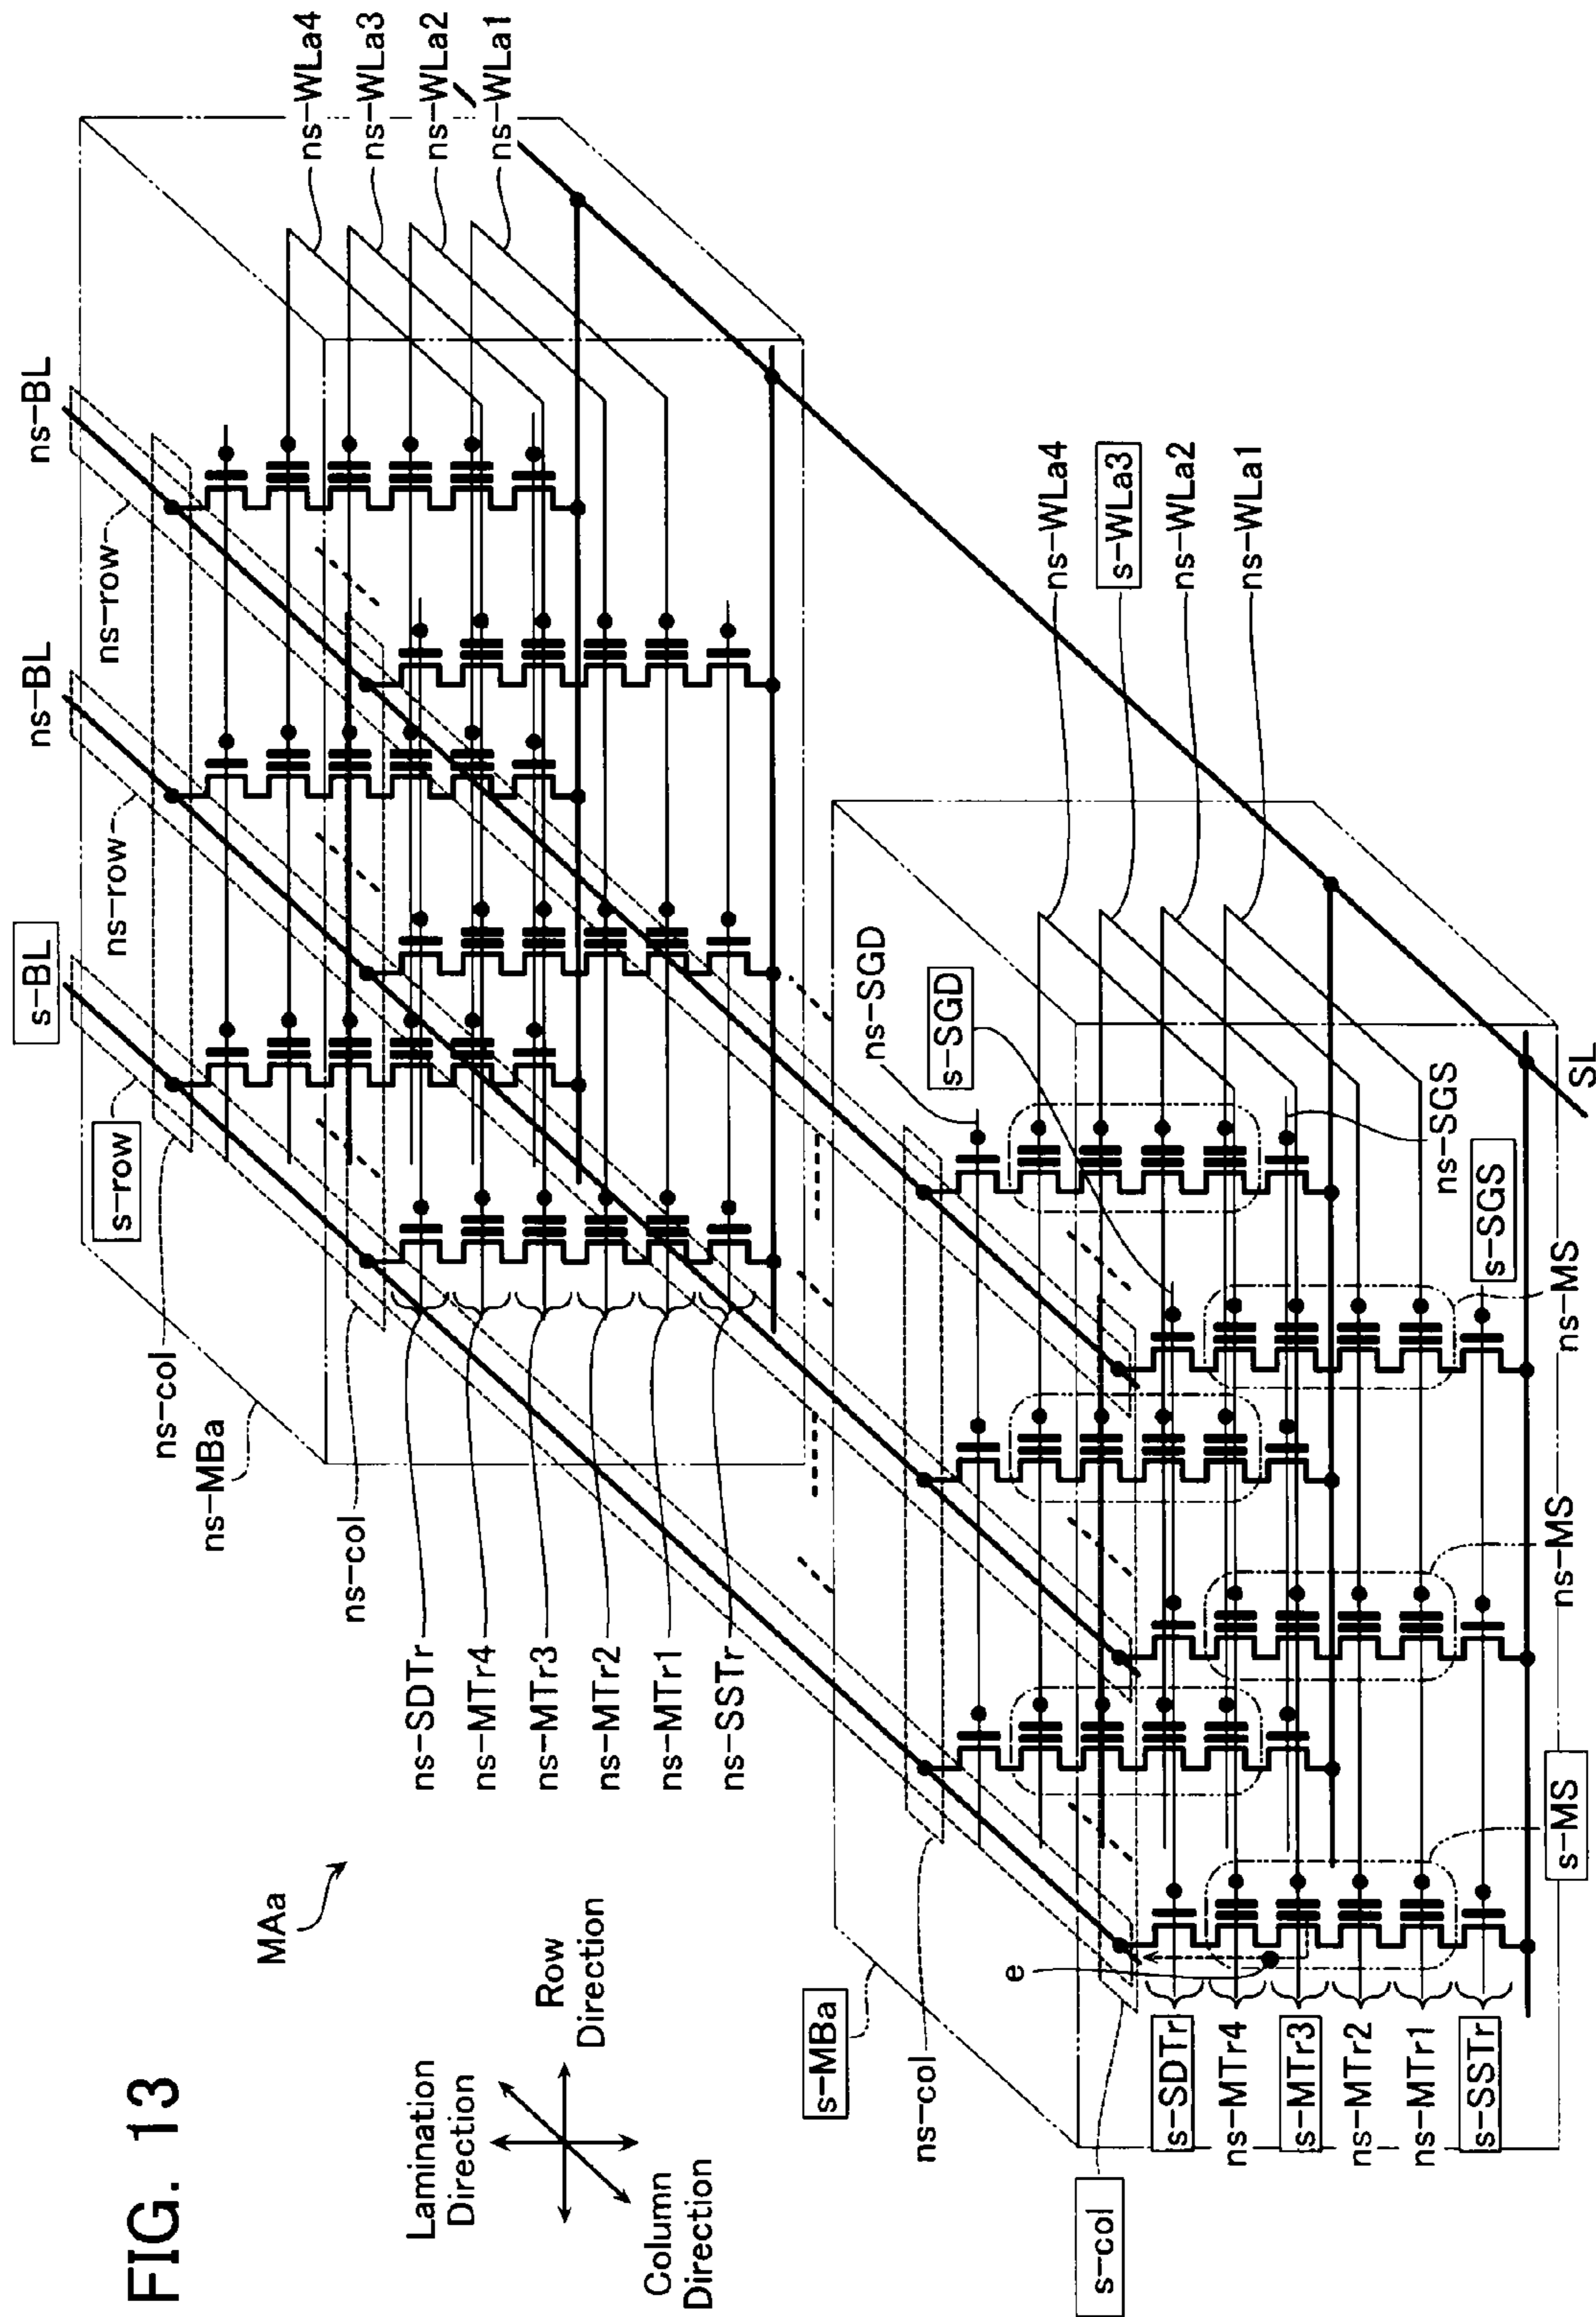 FIG. 13
MAa
Lamination
Direction
Row
Direction
Column
Direction
s-BL
ns-BL
ns-BL
s-row
ns-row
ns-row
ns-col
ns-MBa
ns-col
ns-WLa4
ns-WLa3
ns-WLa2
ns-WLa1
ns-SDTr
ns-MTr4
ns-MTr3
ns-MTr2
ns-MTr1
ns-SSTr
s-MBa
ns-col
s-col
ns-SGD
s-SGD
ns-WLa4
s-WLa3
ns-WLa2
ns-WLa1
e
s-SDTr
ns-MTr4
s-MTr3
ns-MTr2
ns-MTr1
s-SSTr
ns-SGS
s-SGS
s-MS
ns-MS
ns-MS
SL